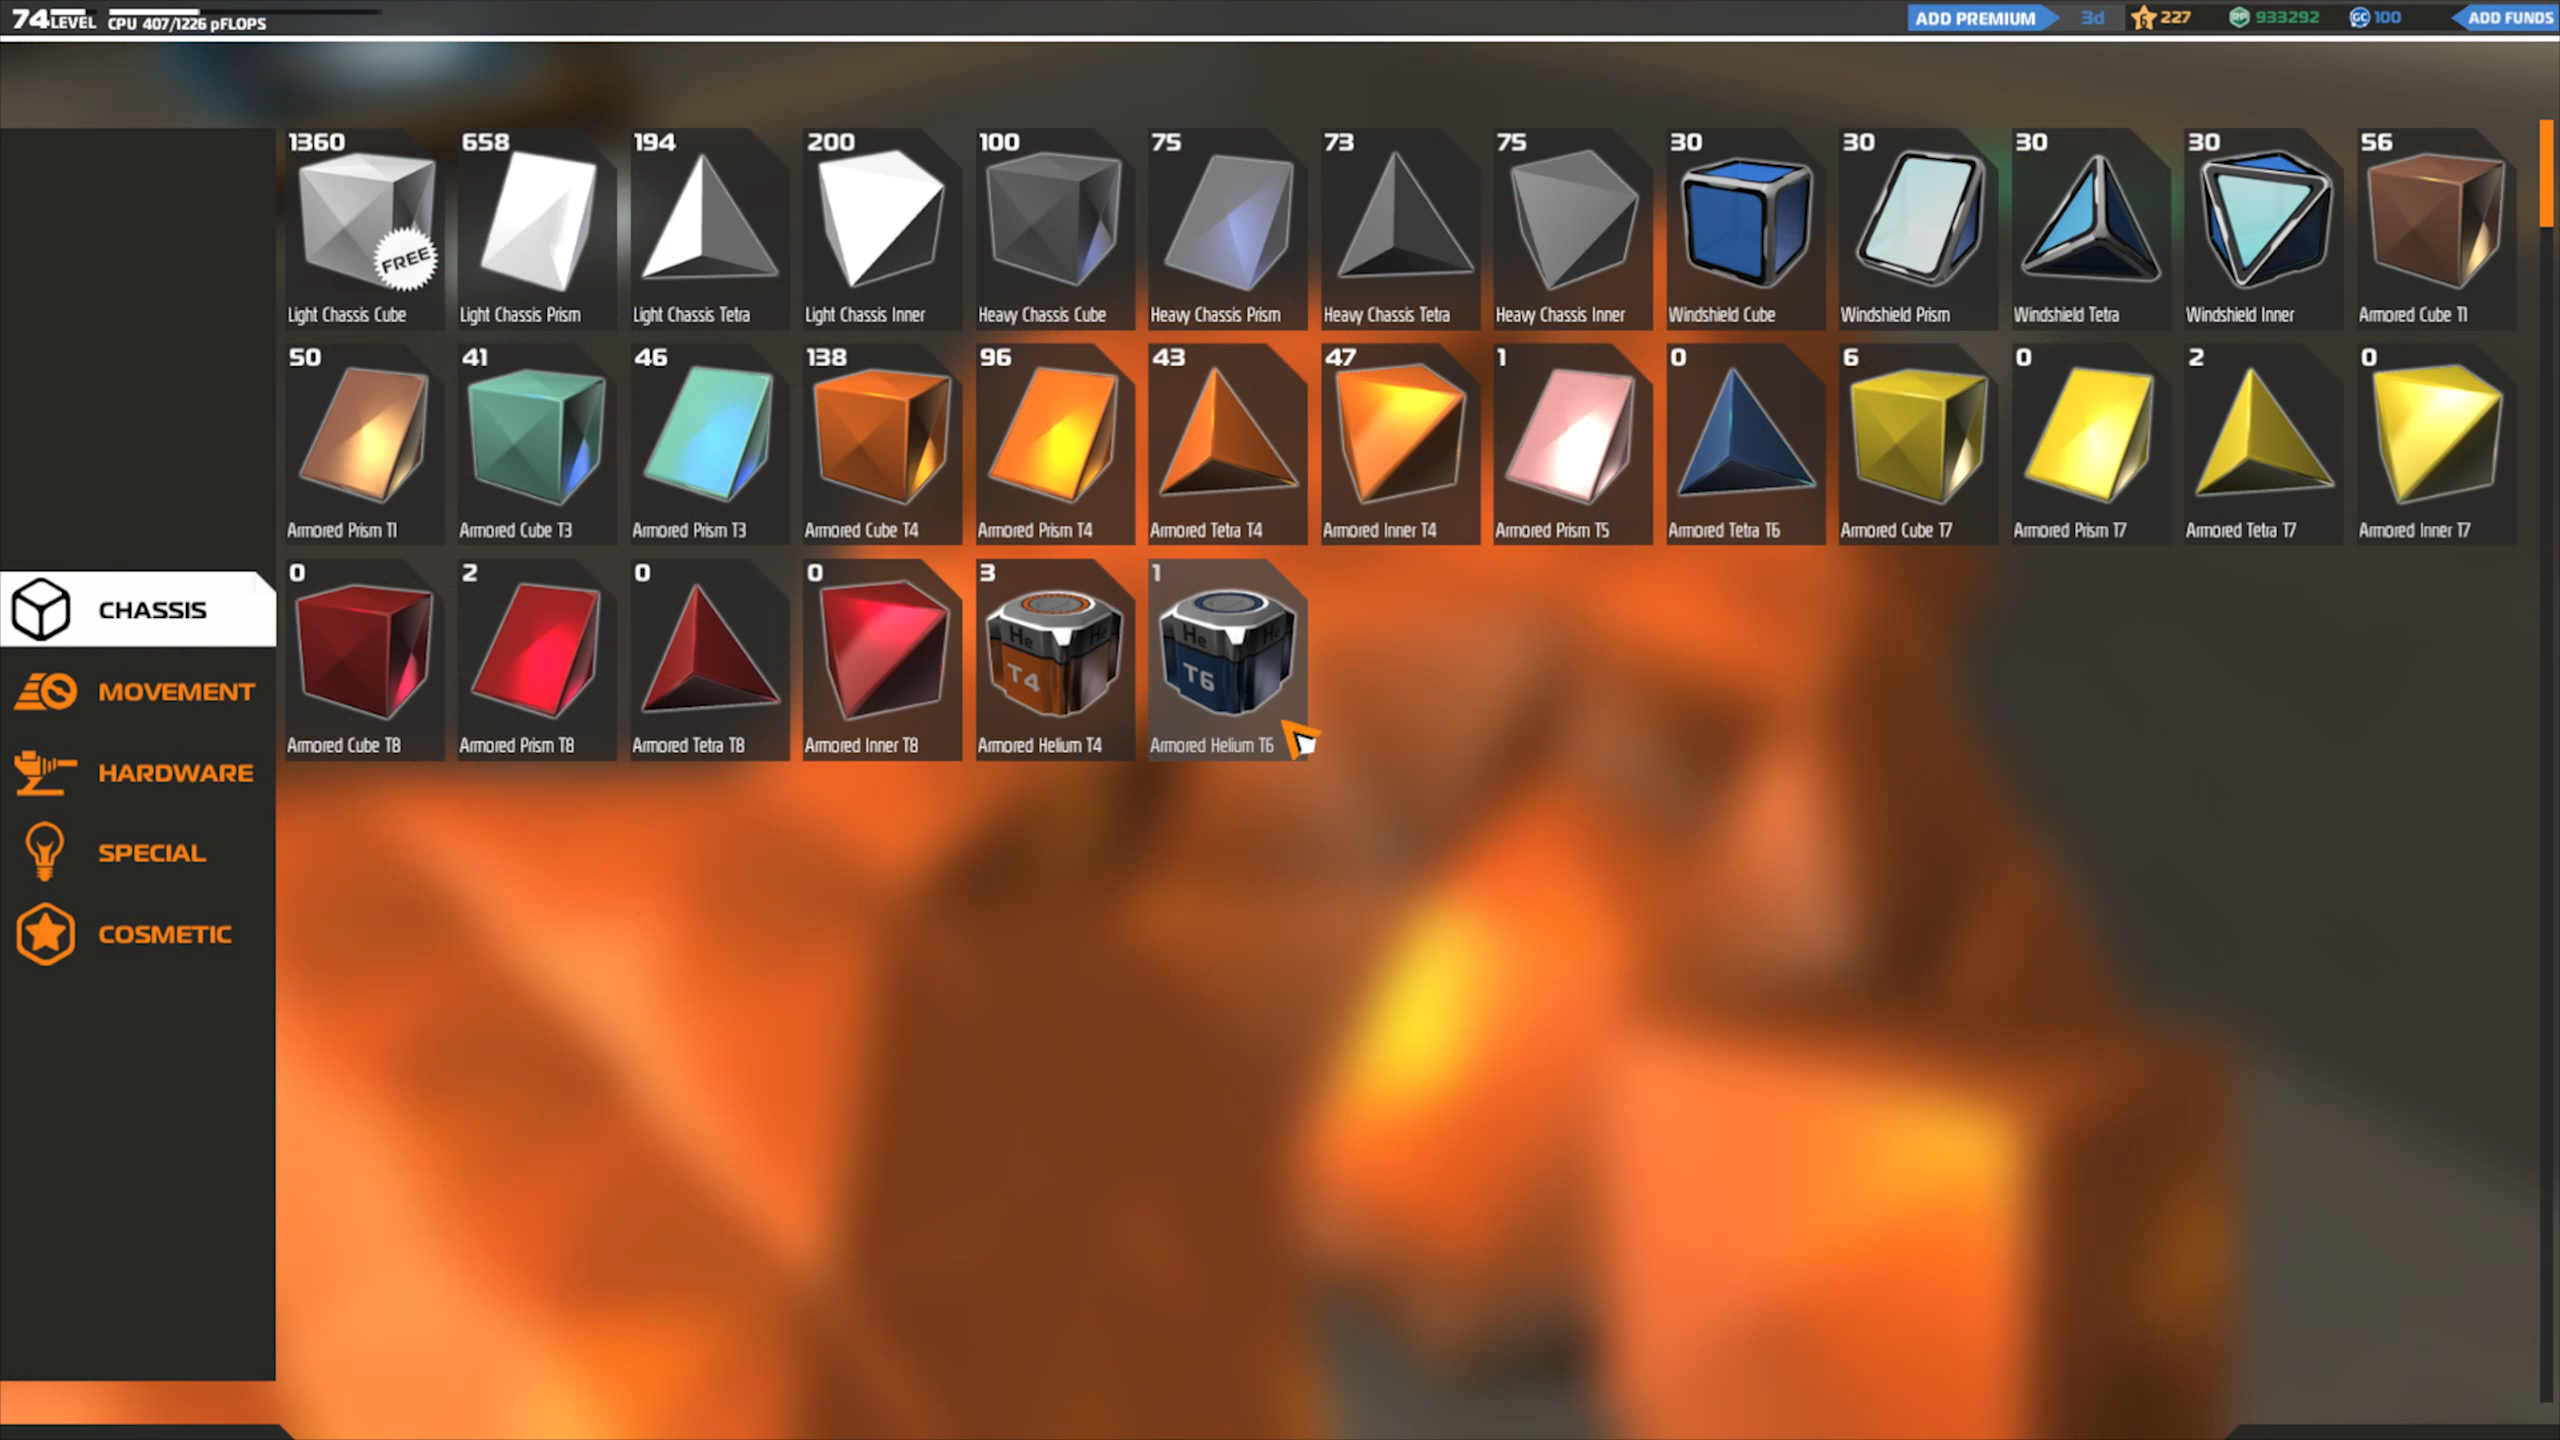 74 LEVEL CPU 407/1226 pFLOPS ADD PREMIUM 3d 6 227 RP 933292 GC 100 ADD FUNDS
1360 658 194 200 100 75 73 75 30 30 30 30 56
FREE
Light Chassis Cube Light Chassis Prism Light Chassis Tetra Light Chassis Inner Heavy Chassis Cube Heavy Chassis Prism Heavy Chassis Tetra Heavy Chassis Inner Windshield Cube Windshield Prism Windshield Tetra Windshield Inner Armored Cube T1
50 41 46 138 96 43 47 1 0 6 0 2 0
Armored Prism T1 Armored Cube T3 Armored Prism T3 Armored Cube T4 Armored Prism T4 Armored Tetra T4 Armored Inner T4 Armored Prism T5 Armored Tetra T6 Armored Cube T7 Armored Prism T7 Armored Tetra T7 Armored Inner T7
0 2 0 0 3 1
He He He He
T4 T6
Armored Cube T8 Armored Prism T8 Armored Tetra T8 Armored Inner T8 Armored Helium T4 Armored Helium T6
CHASSIS
MOVEMENT
HARDWARE
SPECIAL
COSMETIC